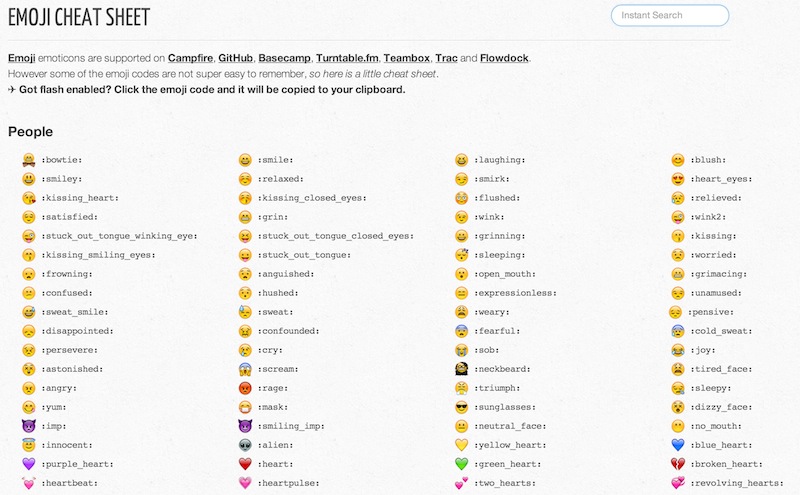 EMOJI CHEAT SHEET
Instant Search
Emoji emoticons are supported on Campfire, GitHub, Basecamp, Turntable.fm, Teambox, Trac and Flowdock.
However some of the emoji codes are not super easy to remember, so here is a little cheat sheet.
✈ Got flash enabled? Click the emoji code and it will be copied to your clipboard.
People
:bowtie: :smile: :laughing: :blush:
:smiley: :relaxed: :smirk: :heart_eyes:
:kissing_heart: :kissing_closed_eyes: :flushed: :relieved:
:satisfied: :grin: :wink: :wink2:
:stuck_out_tongue_winking_eye: :stuck_out_tongue_closed_eyes: :grinning: :kissing:
:kissing_smiling_eyes: :stuck_out_tongue: :sleeping: :worried:
:frowning: :anguished: :open_mouth: :grimacing:
:confused: :hushed: :expressionless: :unamused:
:sweat_smile: :sweat: :weary: :pensive:
:disappointed: :confounded: :fearful: :cold_sweat:
:persevere: :cry: :sob: :joy:
:astonished: :scream: :neckbeard: :tired_face:
:angry: :rage: :triumph: :sleepy:
:yum: :mask: :sunglasses: :dizzy_face:
:imp: :smiling_imp: :neutral_face: :no_mouth:
:innocent: :alien: :yellow_heart: :blue_heart:
:purple_heart: :heart: :green_heart: :broken_heart:
:heartbeat: :heartpulse: :two_hearts: :revolving_hearts: